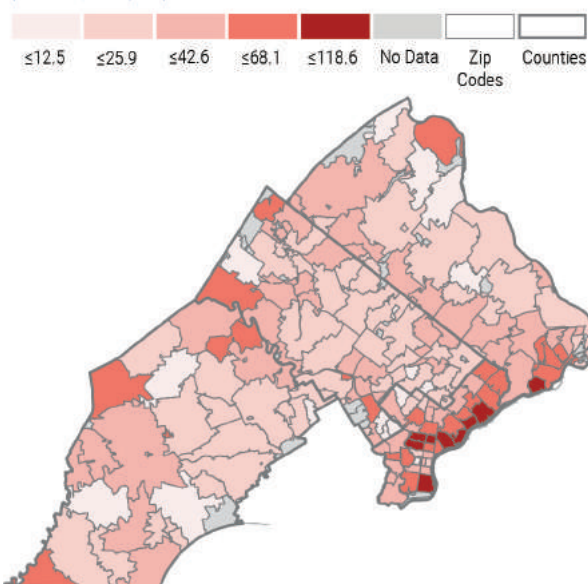 ≤12.5 ≤25.9 ≤42.6 ≤68.1 ≤118.6 No Data Zip Counties
Codes